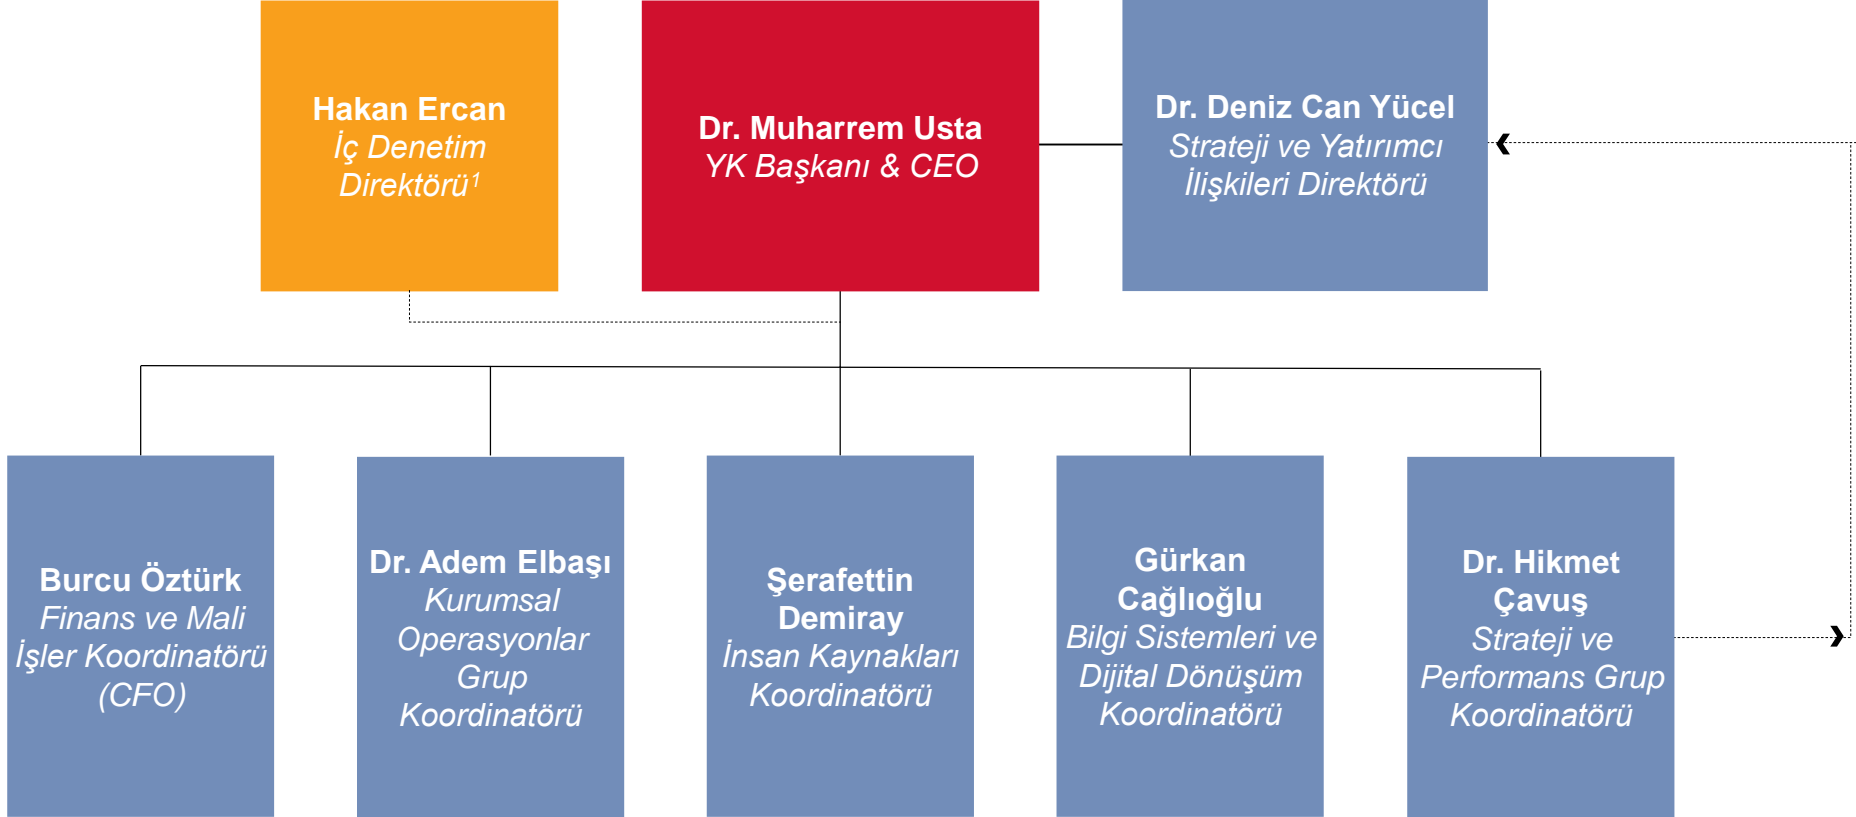 Hakan Ercan
İç Denetim
Direktörü¹
Dr. Muharrem Usta
YK Başkanı & CEO
Dr. Deniz Can Yücel
Strateji ve Yatırımcı
İlişkileri Direktörü
Burcu Öztürk
Finans ve Mali
İşler Koordinatörü
(CFO)
Dr. Adem Elbaşı
Kurumsal
Operasyonlar
Grup
Koordinatörü
Şerafettin
Demiray
İnsan Kaynakları
Koordinatörü
Gürkan
Cağlıoğlu
Bilgi Sistemleri ve
Dijital Dönüşüm
Koordinatörü
Dr. Hikmet
Çavuş
Strateji ve
Performans Grup
Koordinatörü